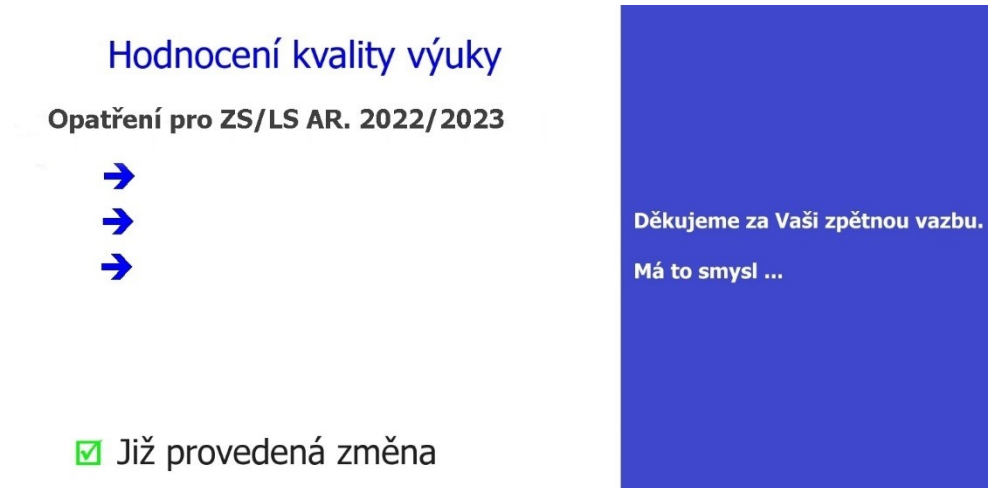 Hodnocení kvality výuky
Opatření pro ZS/LS AR. 2022/2023
➔
➔
➔
Děkujeme za Vaši zpětnou vazbu.
Má to smysl ...
☑ Již provedená změna